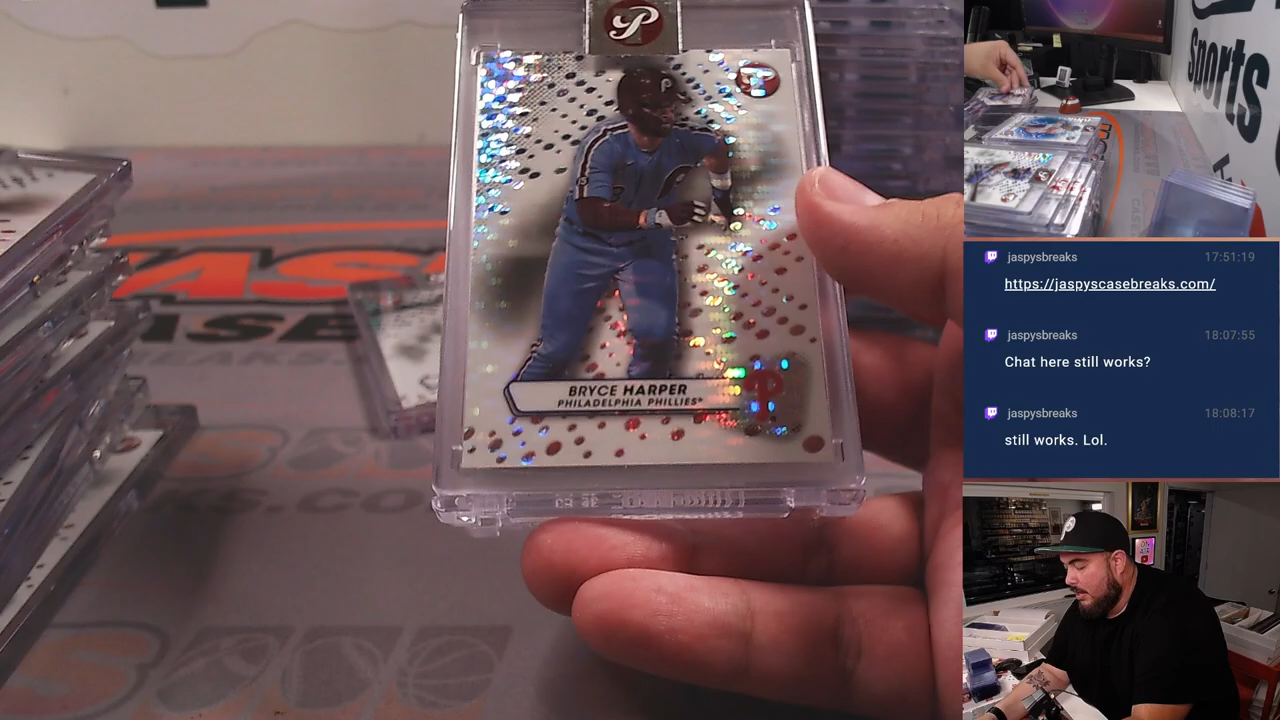 P
P
BRYCE HARPER
PHILADELPHIA PHILLIES
Sports
jaspysbreaks 17:51:19
https://jaspyscasebreaks.com/
jaspysbreaks 18:07:55
Chat here still works?
jaspysbreaks 18:08:17
still works. Lol.